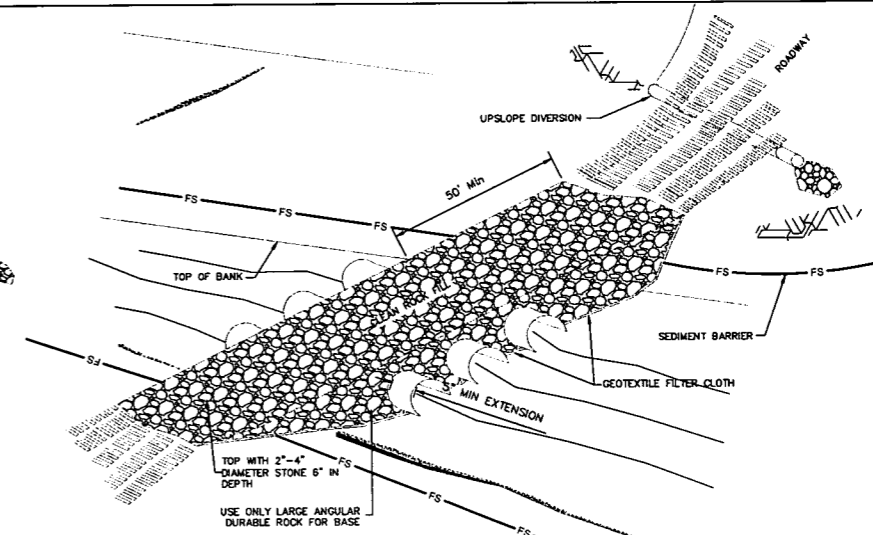 ROADWAY
UPSLOPE DIVERSION
50' Min
FS
FS
FS
TOP OF BANK
CLEAN ROCK FILL
FS
FS
SEDIMENT BARRIER
FS
GEOTEXTILE FILTER CLOTH
MIN EXTENSION
TOP WITH 2"-4"
DIAMETER STONE 6" IN
DEPTH
FS
USE ONLY LARGE ANGULAR
DURABLE ROCK FOR BASE
FS
FS